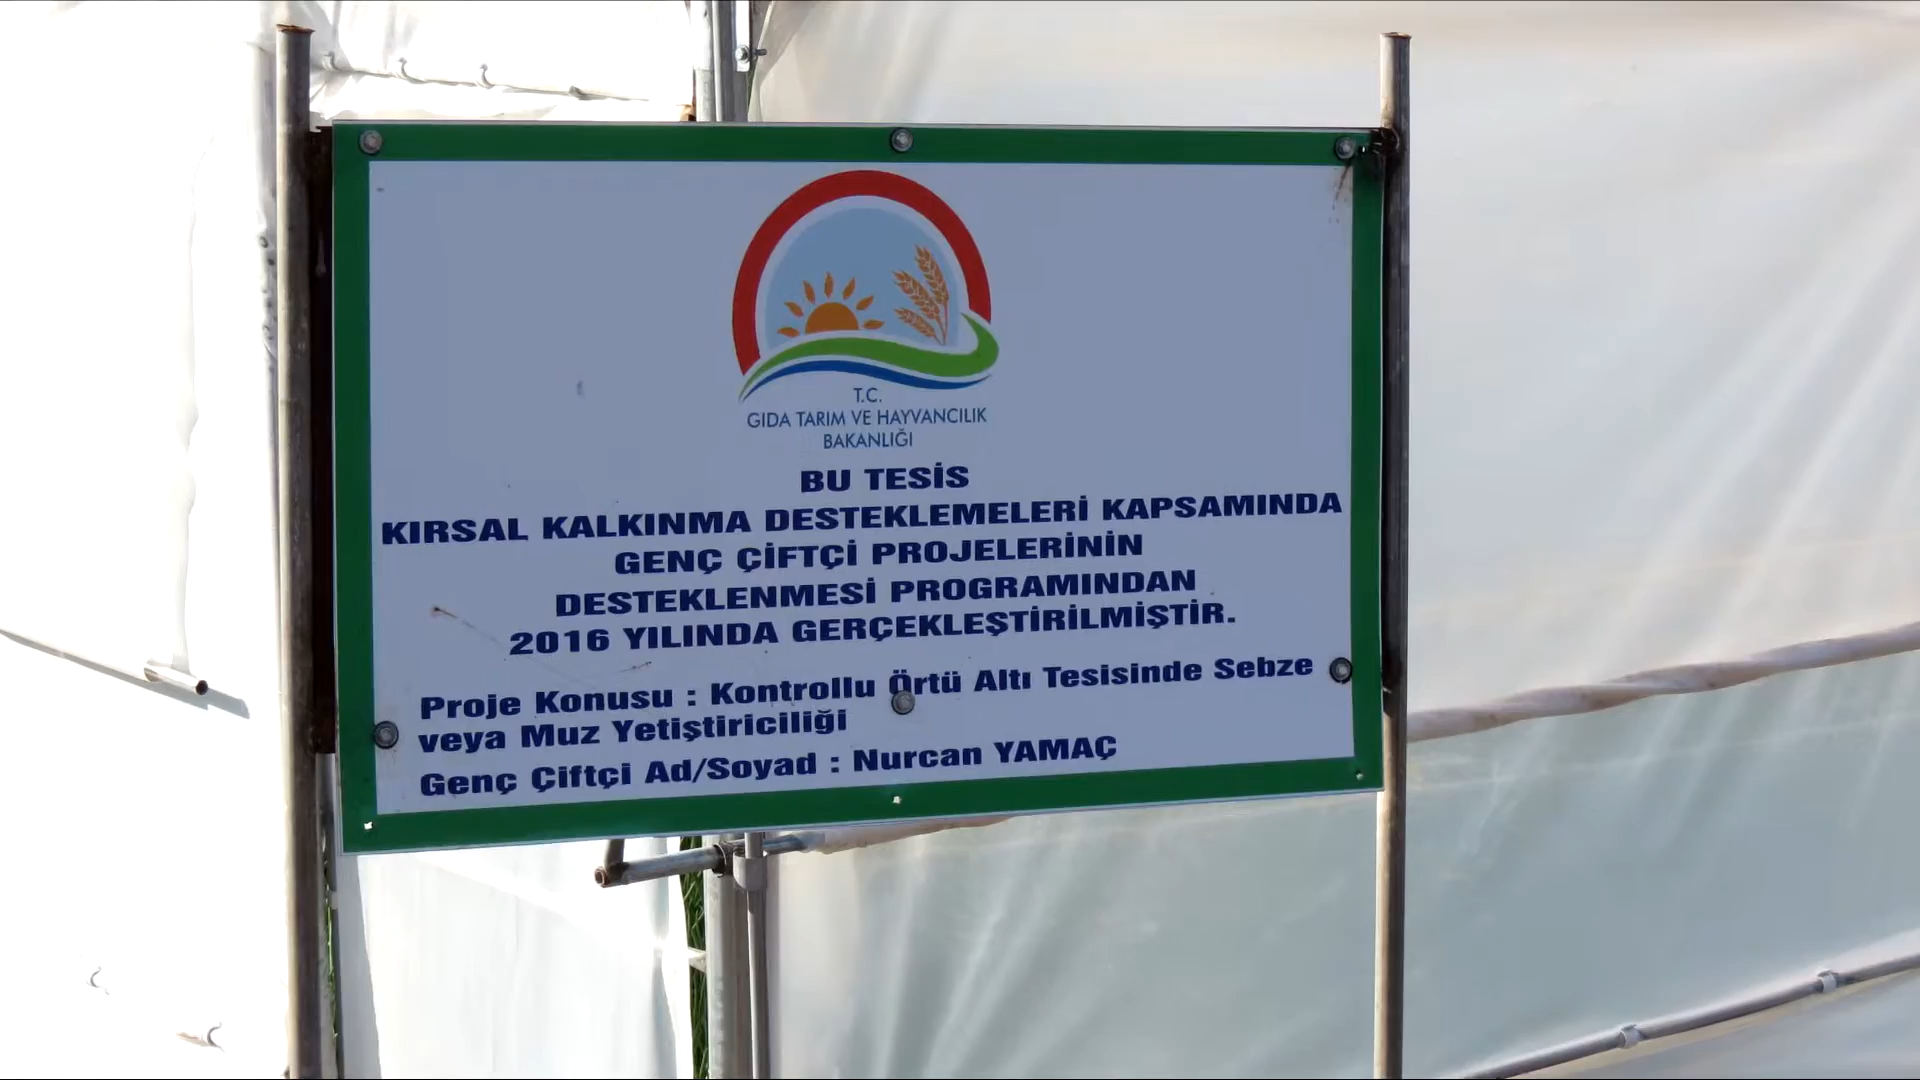 T.C.
GIDA TARIM VE HAYVANCILIK
BAKANLIĞI
BU TESİS
KIRSAL KALKINMA DESTEKLEMELERİ KAPSAMINDA
GENÇ ÇİFTÇİ PROJELERİNİN
DESTEKLENMESİ PROGRAMINDAN
2016 YILINDA GERÇEKLEŞTİRİLMİŞTİR.
Proje Konusu : Kontrollu Örtü Altı Tesisinde Sebze
veya Muz Yetiştiriciliği
Genç Çiftçi Ad/Soyad : Nurcan YAMAÇ